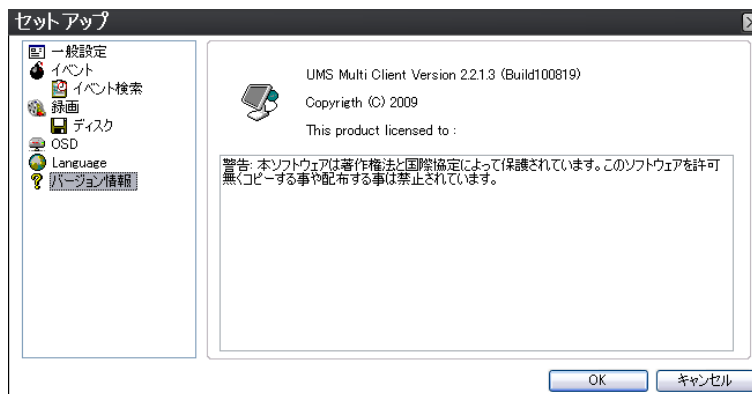 セットアップ
一般設定
イベント
イベント検索
録画
ディスク
OSD
Language
バージョン情報
UMS Multi Client Version 2.2.1.3 (Build100819)
Copyrigth (C) 2009
This product licensed to :
警告: 本ソフトウェアは著作権法と国際協定によって保護されています。このソフトウェアを許可
無くコピーする事や配布する事は禁止されています。
OK
キャンセル